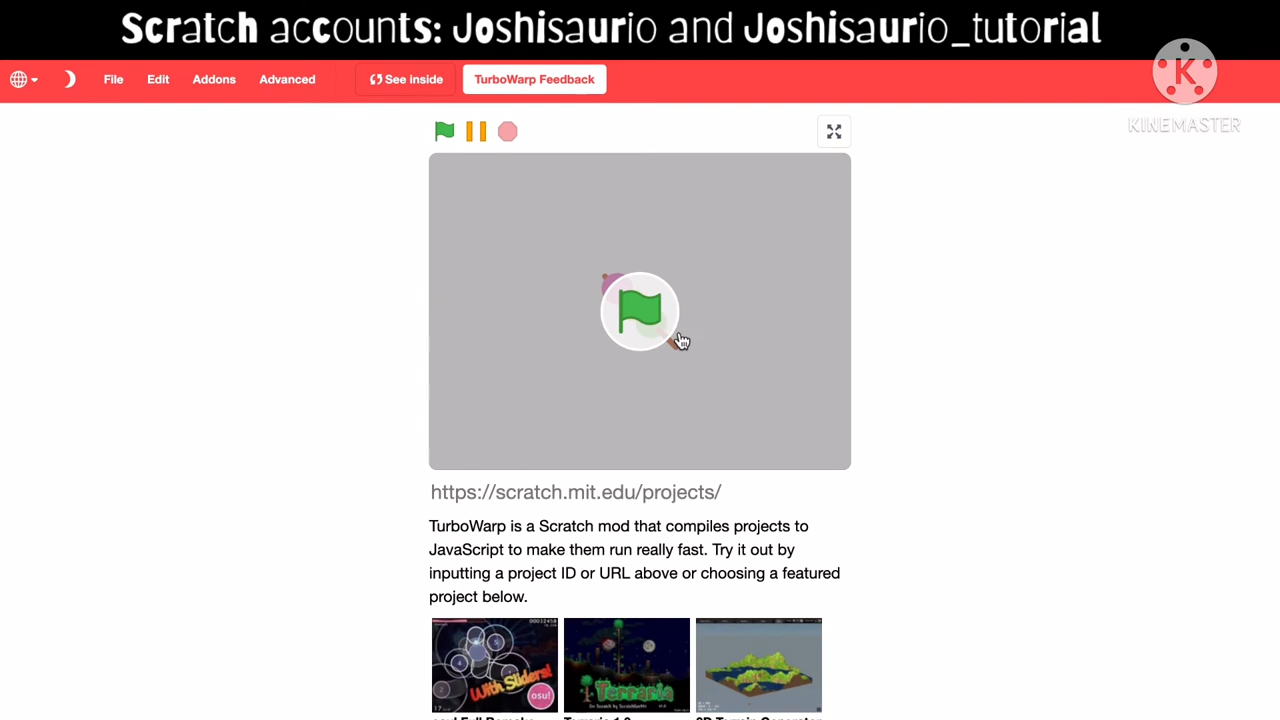 Scratch accounts: Joshisaurio and Joshisaurio_tutorial
File Edit Addons Advanced See inside TurboWarp Feedback
K
KINEMASTER
https://scratch.mit.edu/projects/
TurboWarp is a Scratch mod that compiles projects to
JavaScript to make them run really fast. Try it out by
inputting a project ID or URL above or choosing a featured
project below.
00032450
With Sliders!
osu!
Terraria